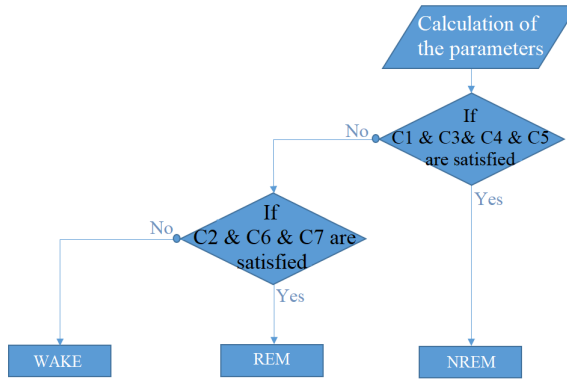 Calculation of
the parameters
If
C1 & C3& C4 & C5
are satisfied
No
Yes
If
C2 & C6 & C7 are
satisfied
No
Yes
WAKE
REM
NREM